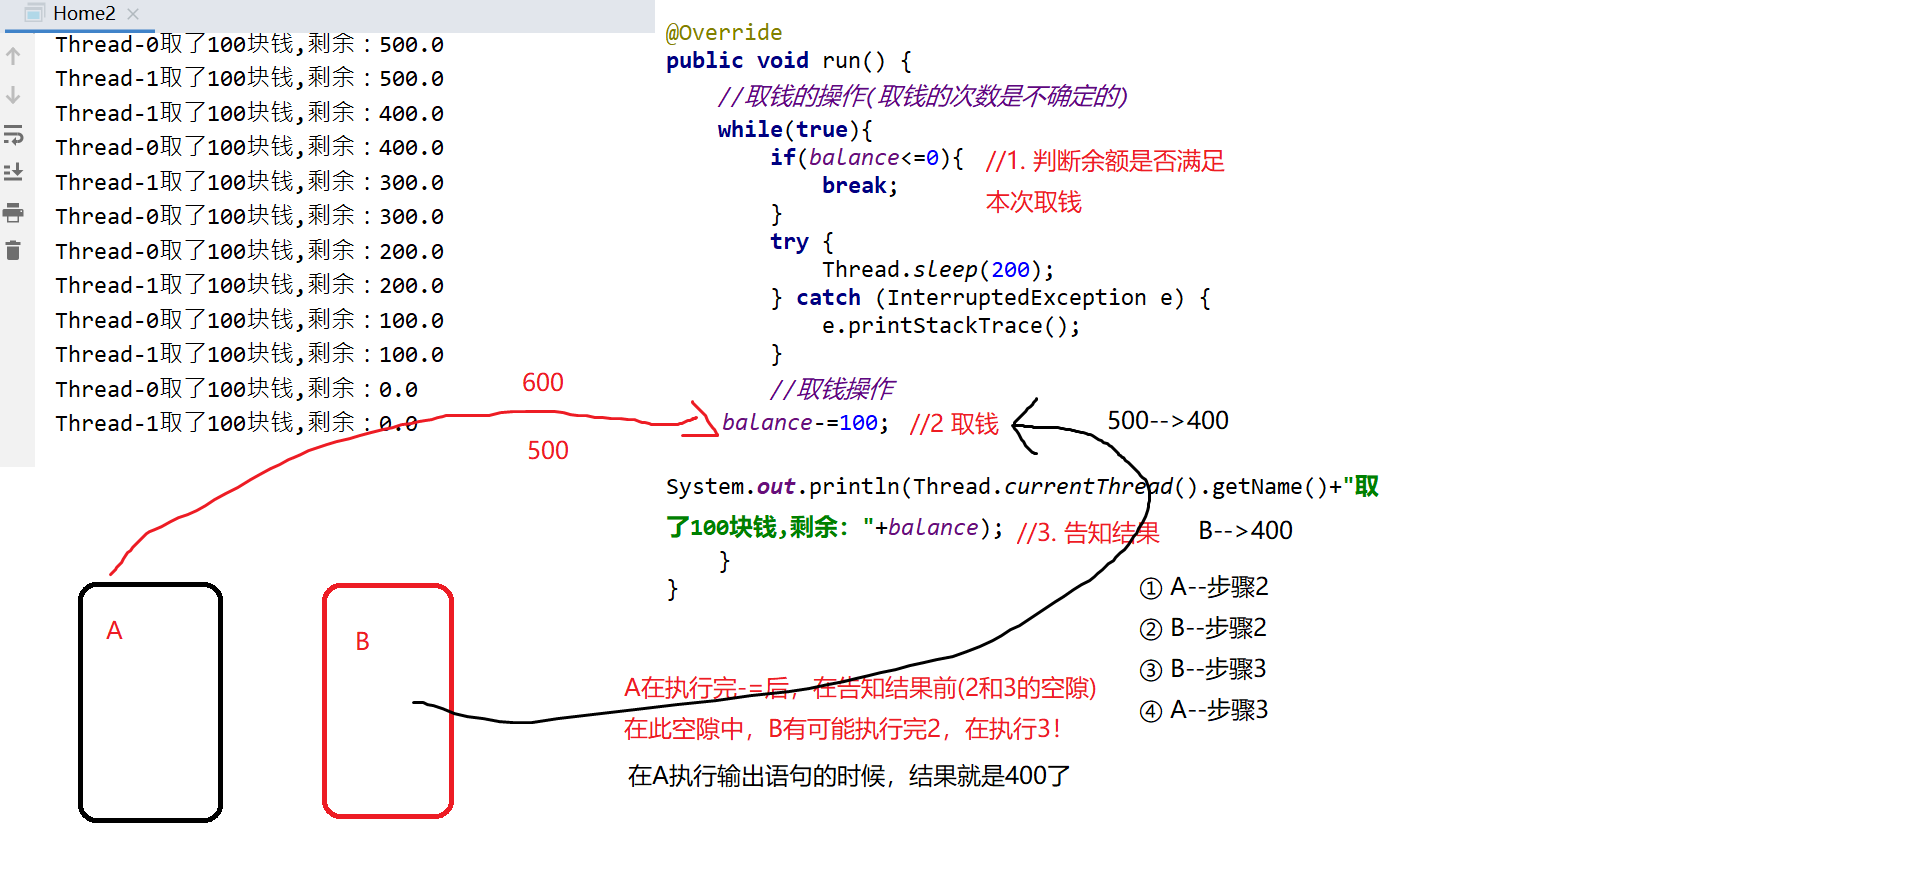 Home2
Thread-0取了100块钱,剩余：500.0
Thread-1取了100块钱,剩余：500.0
Thread-1取了100块钱,剩余：400.0
Thread-0取了100块钱,剩余：400.0
Thread-1取了100块钱,剩余：300.0
Thread-0取了100块钱,剩余：300.0
Thread-0取了100块钱,剩余：200.0
Thread-1取了100块钱,剩余：200.0
Thread-0取了100块钱,剩余：100.0
Thread-1取了100块钱,剩余：100.0
Thread-0取了100块钱,剩余：0.0
Thread-1取了100块钱,剩余：0.0
600
500
A
B
@Override
public void run() {
//取钱的操作(取钱的次数是不确定的)
while(true){
if(balance<=0){ //1. 判断余额是否满足
本次取钱
break;
}
try {
Thread.sleep(200);
} catch (InterruptedException e) {
e.printStackTrace();
}
//取钱操作
balance-=100; //2 取钱
500-->400
System.out.println(Thread.currentThread().getName()+"取
了100块钱,剩余："+balance); //3. 告知结果
B-->400
}
}
① A--步骤2
② B--步骤2
③ B--步骤3
④ A--步骤3
A在执行完-=后，在告知结果前(2和3的空隙)
在此空隙中，B有可能执行完2，在执行3！
在A执行输出语句的时候，结果就是400了